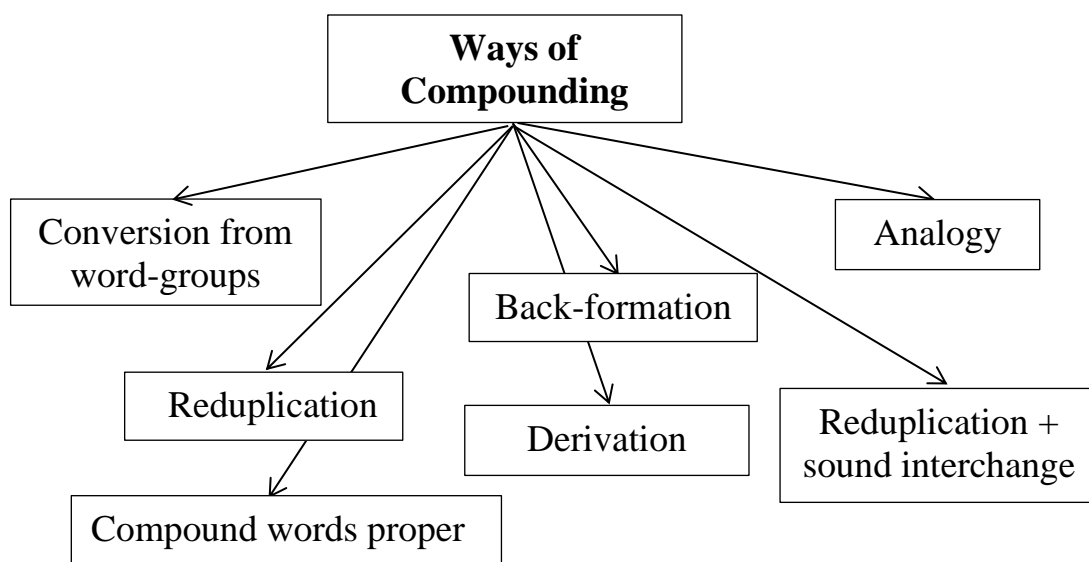 Ways of
Compounding
Conversion from
word-groups
Analogy
Back-formation
Reduplication
Derivation
Reduplication +
sound interchange
Compound words proper